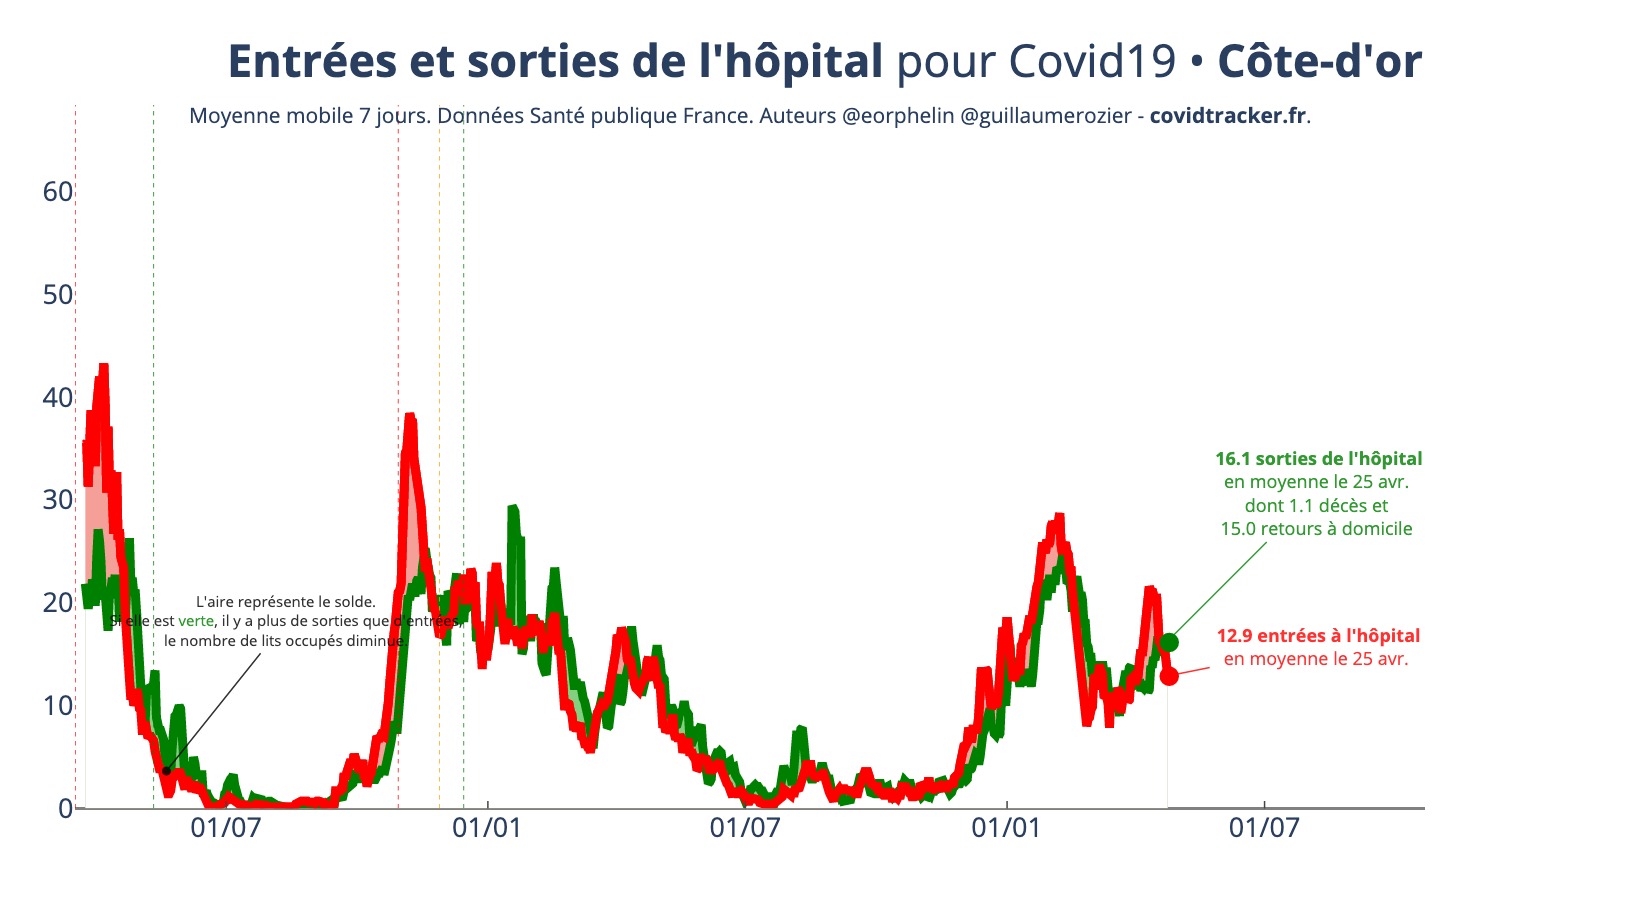 Entrées et sorties de l'hôpital pour Covid19 • Côte-d'or
Moyenne mobile 7 jours. Données Santé publique France. Auteurs @eorphelin @guillaumerozier - covidtracker.fr.
60
50
40
30
20
10
0
16.1 sorties de l'hôpital
en moyenne le 25 avr.
dont 1.1 décès et
15.0 retours à domicile
L'aire représente le solde.
Si elle est verte, il y a plus de sorties que d'entrées,
le nombre de lits occupés diminue
12.9 entrées à l'hôpital
en moyenne le 25 avr.
01/07
01/01
01/07
01/01
01/07